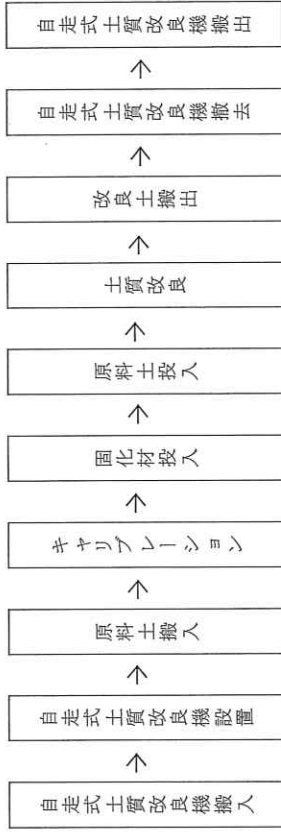 自走式土質改良機搬入
自走式土質改良機設置
原料土搬入
キャリブレーション
固化材投入
原料土投入
土質改良
改良土搬出
自走式土質改良機撤去
自走式土質改良機搬出